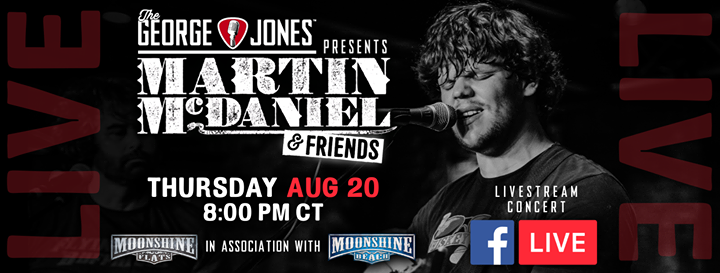 LIVE
The
GEORGE JONES
PRESENTS
MARTIN
McDANIEL
& FRIENDS
THURSDAY AUG 20
8:00 PM CT
LIVESTREAM
CONCERT
f LIVE
MOONSHINE
FLATS
IN ASSOCIATION WITH
MOONSHINE
BEACH
LIVE